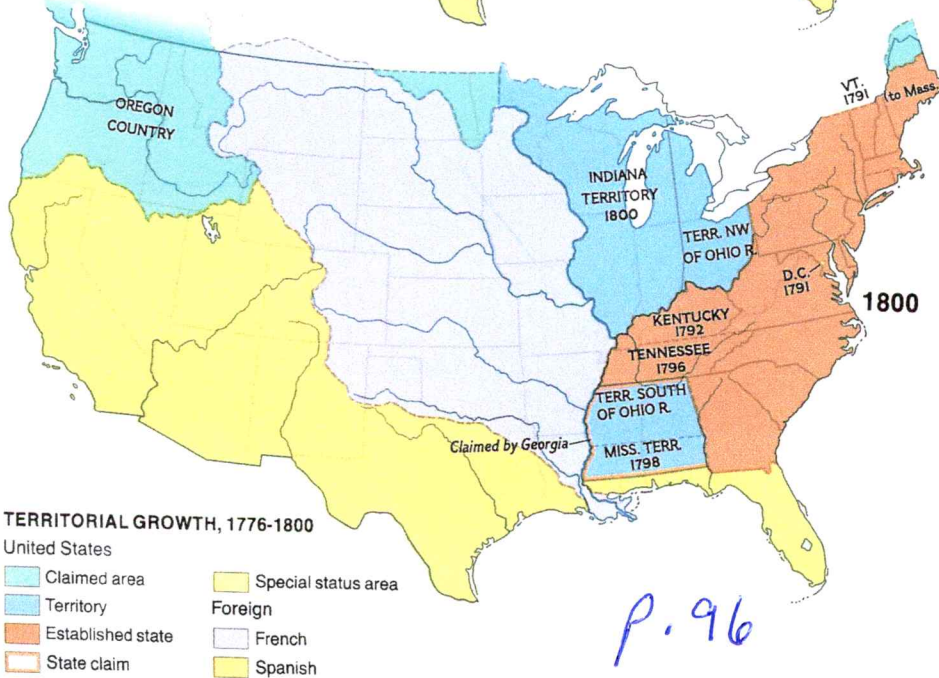 OREGON
COUNTRY
VT.
1791
(to Mass.
INDIANA
TERRITORY
1800
TERR. NW
OF OHIO R.
D.C.
1791
1800
KENTUCKY
1792
TENNESSEE
1796
TERR. SOUTH
OF OHIO R.
Claimed by Georgia
MISS. TERR.
1798
TERRITORIAL GROWTH, 1776-1800
United States
Claimed area
Territory
Established state
State claim
Special status area
Foreign
French
Spanish
p. 96